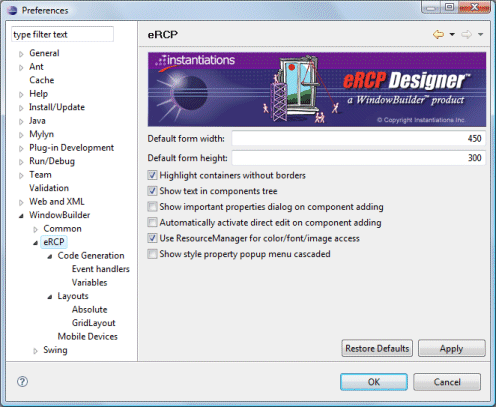 Preferences
type filter text
General
Ant
Cache
Help
Install/Update
Java
Mylyn
Plug-in Development
Run/Debug
Team
Validation
Web and XML
WindowBuilder
Common
eRCP
Code Generation
Event handlers
Variables
Layouts
Absolute
GridLayout
Mobile Devices
Swing
eRCP
instantiations
eRCP Designer™
a WindowBuilder™ product
© Copyright Instantiations Inc.
Default form width: 450
Default form height: 300
Highlight containers without borders
Show text in components tree
Show important properties dialog on component adding
Automatically activate direct edit on component adding
Use ResourceManager for color/font/image access
Show style property popup menu cascaded
Restore Defaults Apply
? OK Cancel